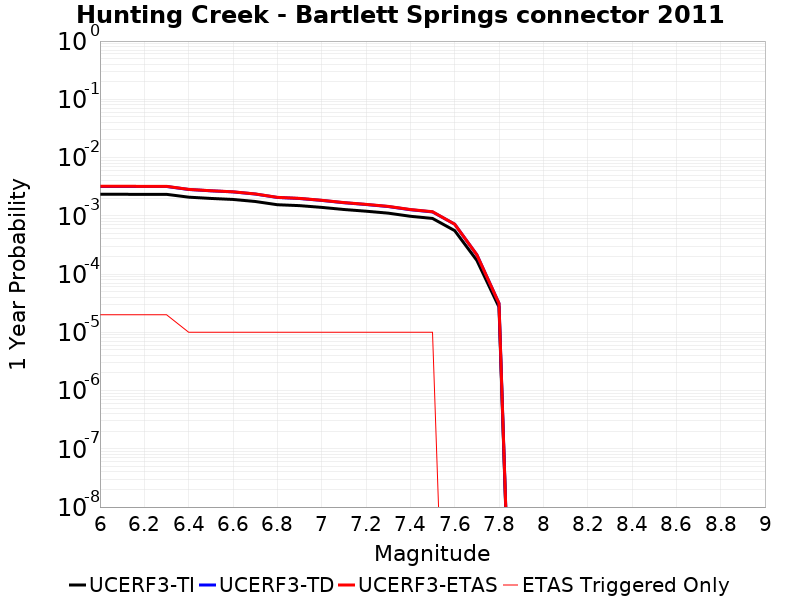 Hunting Creek - Bartlett Springs connector 2011
10^0
10^-1
10^-2
10^-3
10^-4
10^-5
10^-6
10^-7
10^-8
1 Year Probability
6 6.2 6.4 6.6 6.8 7 7.2 7.4 7.6 7.8 8 8.2 8.4 8.6 8.8 9
Magnitude
UCERF3-TI UCERF3-TD UCERF3-ETAS ETAS Triggered Only